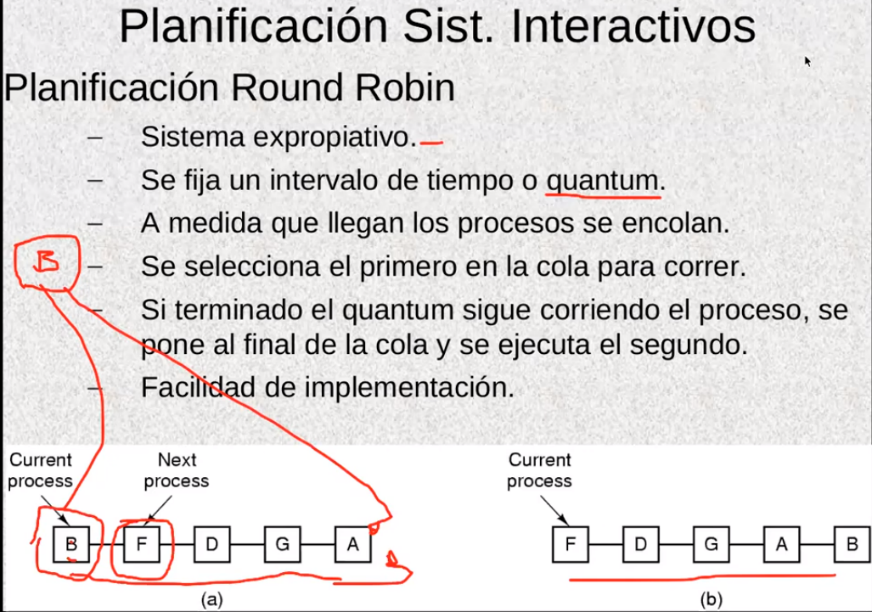 Planificación Sist. Interactivos
Planificación Round Robin
– Sistema expropiativo.
– Se fija un intervalo de tiempo o quantum.
– A medida que llegan los procesos se encolan.
B
– Se selecciona el primero en la cola para correr.
– Si terminado el quantum sigue corriendo el proceso, se
pone al final de la cola y se ejecuta el segundo.
– Facilidad de implementación.
Current
process
Next
process
B F D G A
(a)
Current
process
F D G A B
(b)